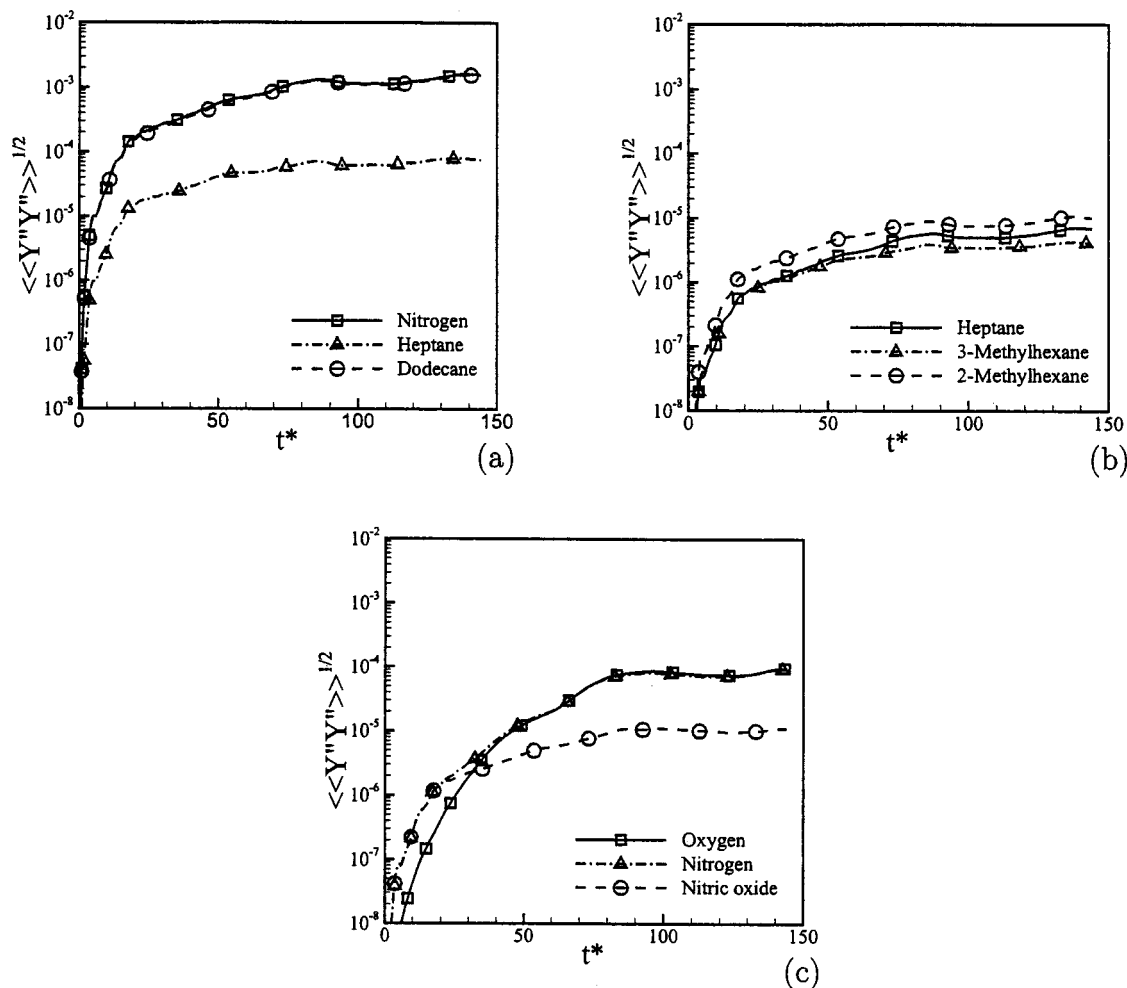 10-2
10-3
10-4
10-5
10-6
10-7
10-8
<<Y"Y">>1/2
Nitrogen
Heptane
Dodecane
0
50
100
150
t*
(a)
10-2
10-3
10-4
10-5
10-6
10-7
10-8
<<Y"Y">>1/2
Heptane
3-Methylhexane
2-Methylhexane
0
50
100
150
t*
(b)
10-2
10-3
10-4
10-5
10-6
10-7
10-8
<<Y"Y">>1/2
Oxygen
Nitrogen
Nitric oxide
0
50
100
150
t*
(c)